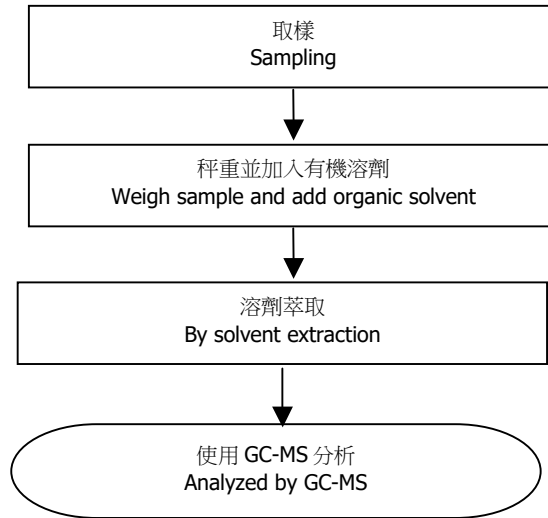 取樣
Sampling
秤重並加入有機溶劑
Weigh sample and add organic solvent
溶劑萃取
By solvent extraction
使用 GC-MS 分析
Analyzed by GC-MS